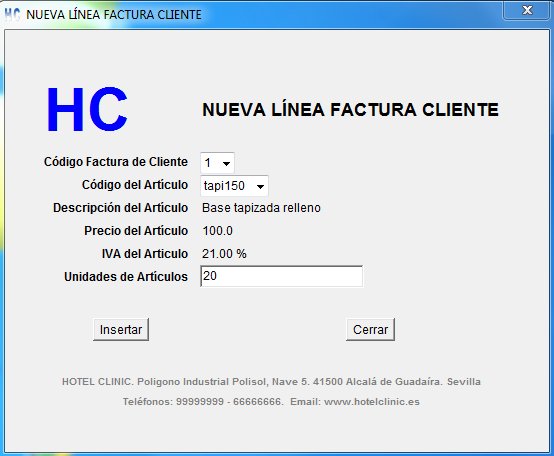 HC NUEVA LÍNEA FACTURA CLIENTE
HC
NUEVA LÍNEA FACTURA CLIENTE
Código Factura de Cliente 1
Código del Artículo tapi150
Descripción del Artículo Base tapizada relleno
Precio del Artículo 100.0
IVA del Artículo 21.00 %
Unidades de Artículos 20
Insertar Cerrar
HOTEL CLINIC. Poligono Industrial Polisol, Nave 5. 41500 Alcalá de Guadaíra. Sevilla
Teléfonos: 99999999 - 66666666. Email: www.hotelclinic.es